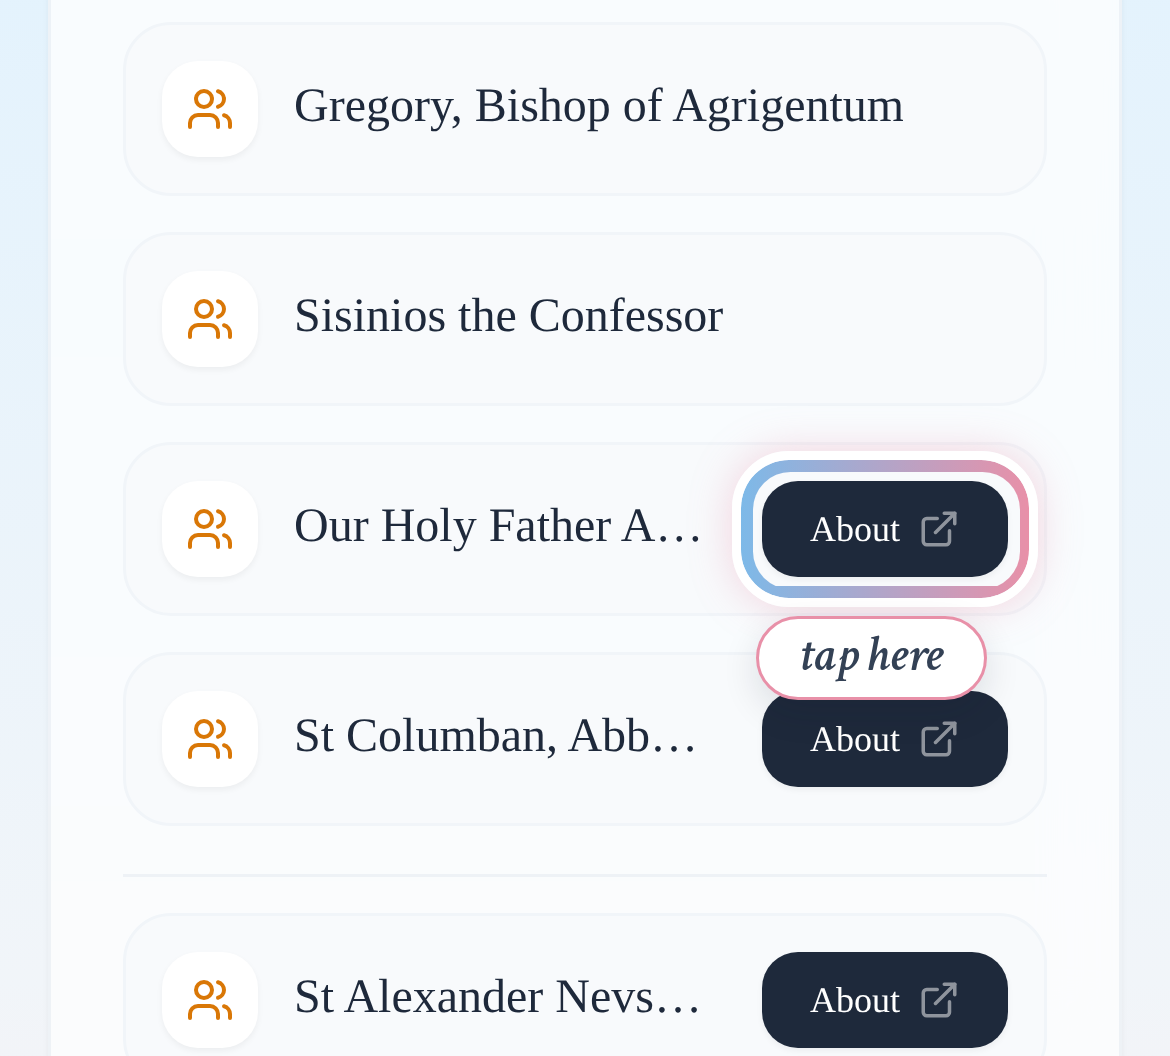 Gregory, Bishop of Agrigentum
Sisinios the Confessor
Our Holy Father A… About
tap here
St Columban, Abb… About
St Alexander Nevs… About